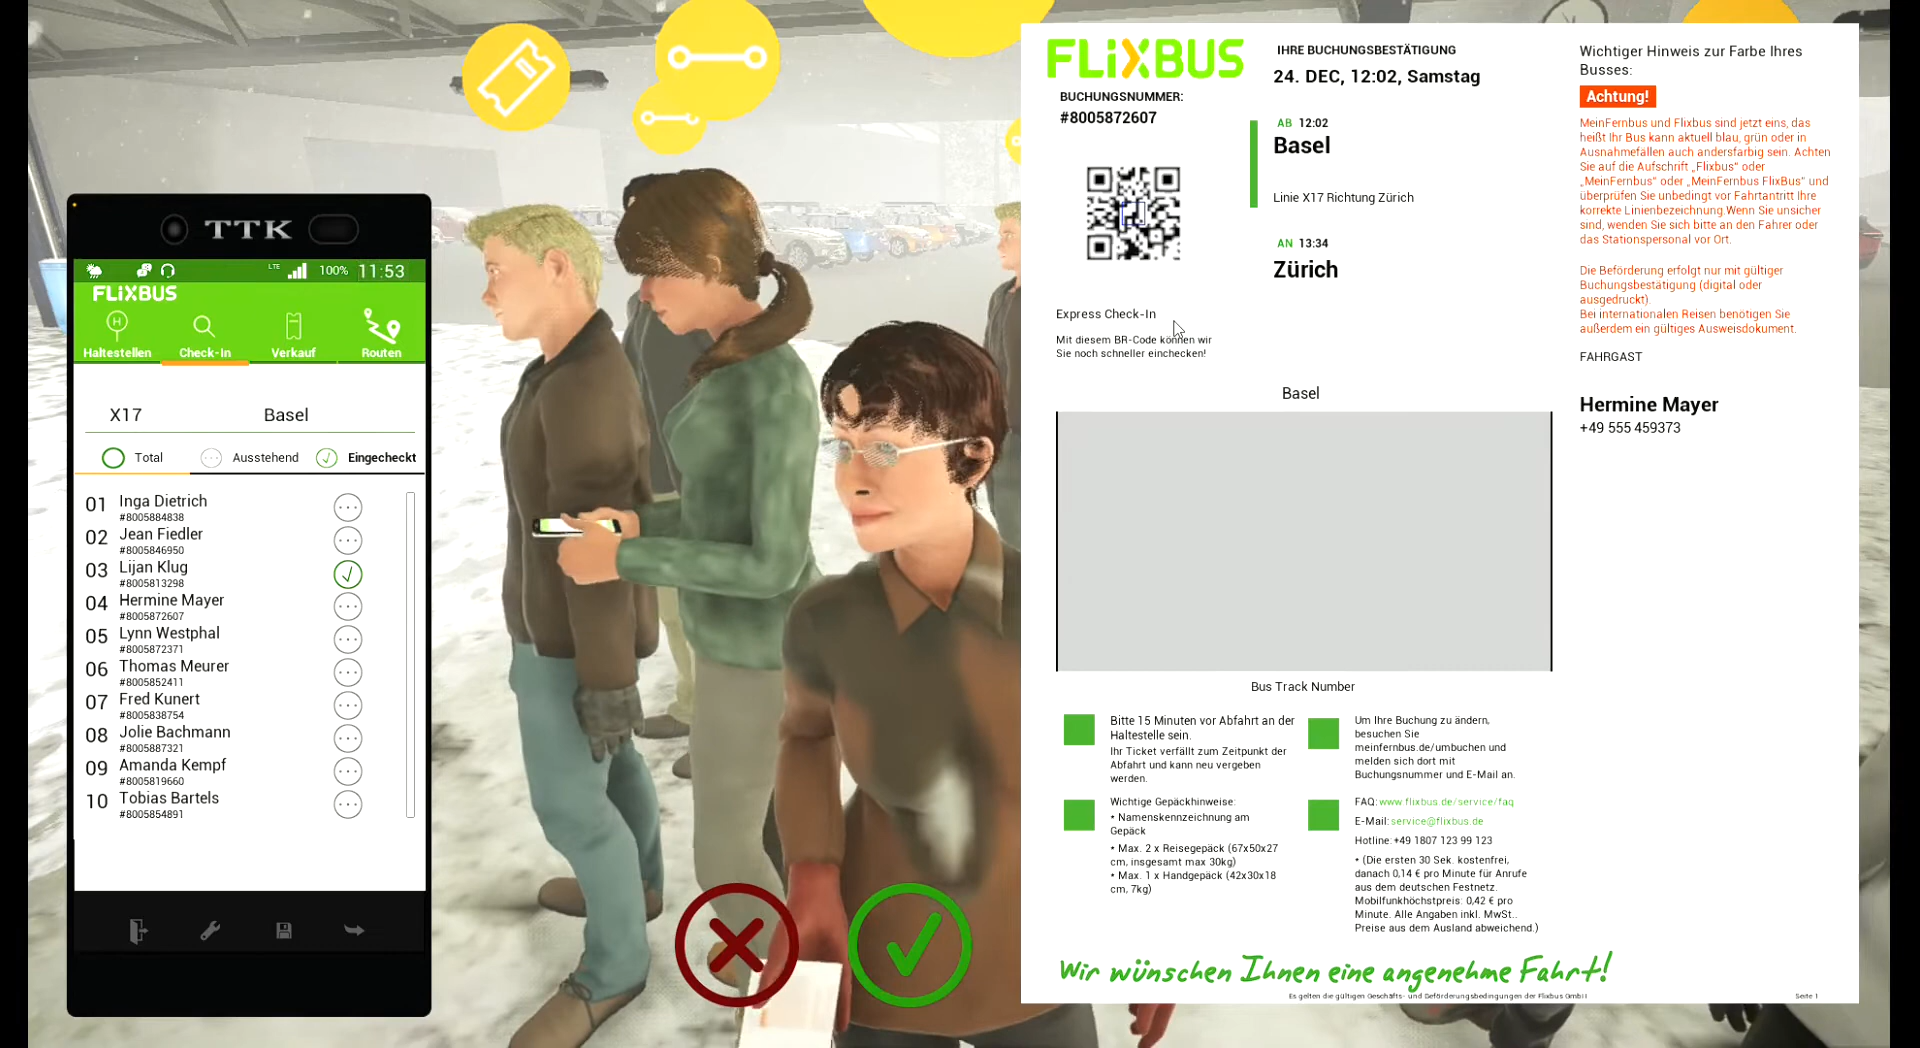 TTK
LTE 100% 11:53
FLiXBUS
H
Haltestellen Check-In Verkauf Routen
X17 Basel
Total Ausstehend Eingecheckt
01 Inga Dietrich
#8005884838
02 Jean Fiedler
#8005846950
03 Lijan Klug
#8005813298
04 Hermine Mayer
#8005872607
05 Lynn Westphal
#8005872371
06 Thomas Meurer
#8005852411
07 Fred Kunert
#8005838754
08 Jolie Bachmann
#8005887321
09 Amanda Kempf
#8005819660
10 Tobias Bartels
#8005854891
FLiXBUS
BUCHUNGSNUMMER:
#8005872607
Express Check-In
Mit diesem BR-Code können wir
Sie noch schneller einchecken!
IHRE BUCHUNGSBESTÄTIGUNG
24. DEC, 12:02, Samstag
AB 12:02
Basel
Linie X17 Richtung Zürich
AN 13:34
Zürich
Wichtiger Hinweis zur Farbe Ihres
Busses:
Achtung!
MeinFernbus und Flixbus sind jetzt eins, das
heißt Ihr Bus kann aktuell blau, grün oder in
Ausnahmefällen auch andersfarbig sein. Achten
Sie auf die Aufschrift „Flixbus“ oder
„MeinFernbus“ oder „MeinFernbus FlixBus“ und
überprüfen Sie unbedingt vor Fahrtantritt Ihre
korrekte Linienbezeichnung.Wenn Sie unsicher
sind, wenden Sie sich bitte an den Fahrer oder
das Stationspersonal vor Ort.
Die Beförderung erfolgt nur mit gültiger
Buchungsbestätigung (digital oder
ausgedruckt).
Bei internationalen Reisen benötigen Sie
außerdem ein gültiges Ausweisdokument.
FAHRGAST
Hermine Mayer
+49 555 459373
Basel
Bus Track Number
Bitte 15 Minuten vor Abfahrt an der
Haltestelle sein.
Ihr Ticket verfällt zum Zeitpunkt der
Abfahrt und kann neu vergeben
werden.
Wichtige Gepäckhinweise:
• Namenskennzeichnung am
Gepäck
• Max. 2 x Reisegepäck (67x50x27
cm, insgesamt max 30kg)
• Max. 1 x Handgepäck (42x30x18
cm, 7kg)
Um Ihre Buchung zu ändern,
besuchen Sie
meinfernbus.de/umbuchen und
melden sich dort mit
Buchungsnummer und E-Mail an.
FAQ: www.flixbus.de/service/faq
E-Mail: service@flixbus.de
Hotline: +49 1807 123 99 123
* (Die ersten 30 Sek. kostenfrei,
danach 0,14 € pro Minute für Anrufe
aus dem deutschen Festnetz.
Mobilfunkhöchstpreis: 0,42 € pro
Minute. Alle Angaben inkl. MwSt..
Preise aus dem Ausland abweichend.)
Wir wünschen Ihnen eine angenehme Fahrt!
Es gelten die gültigen Geschäfts- und Beförderungsbedingungen der Flixbus GmbH
Seite 1